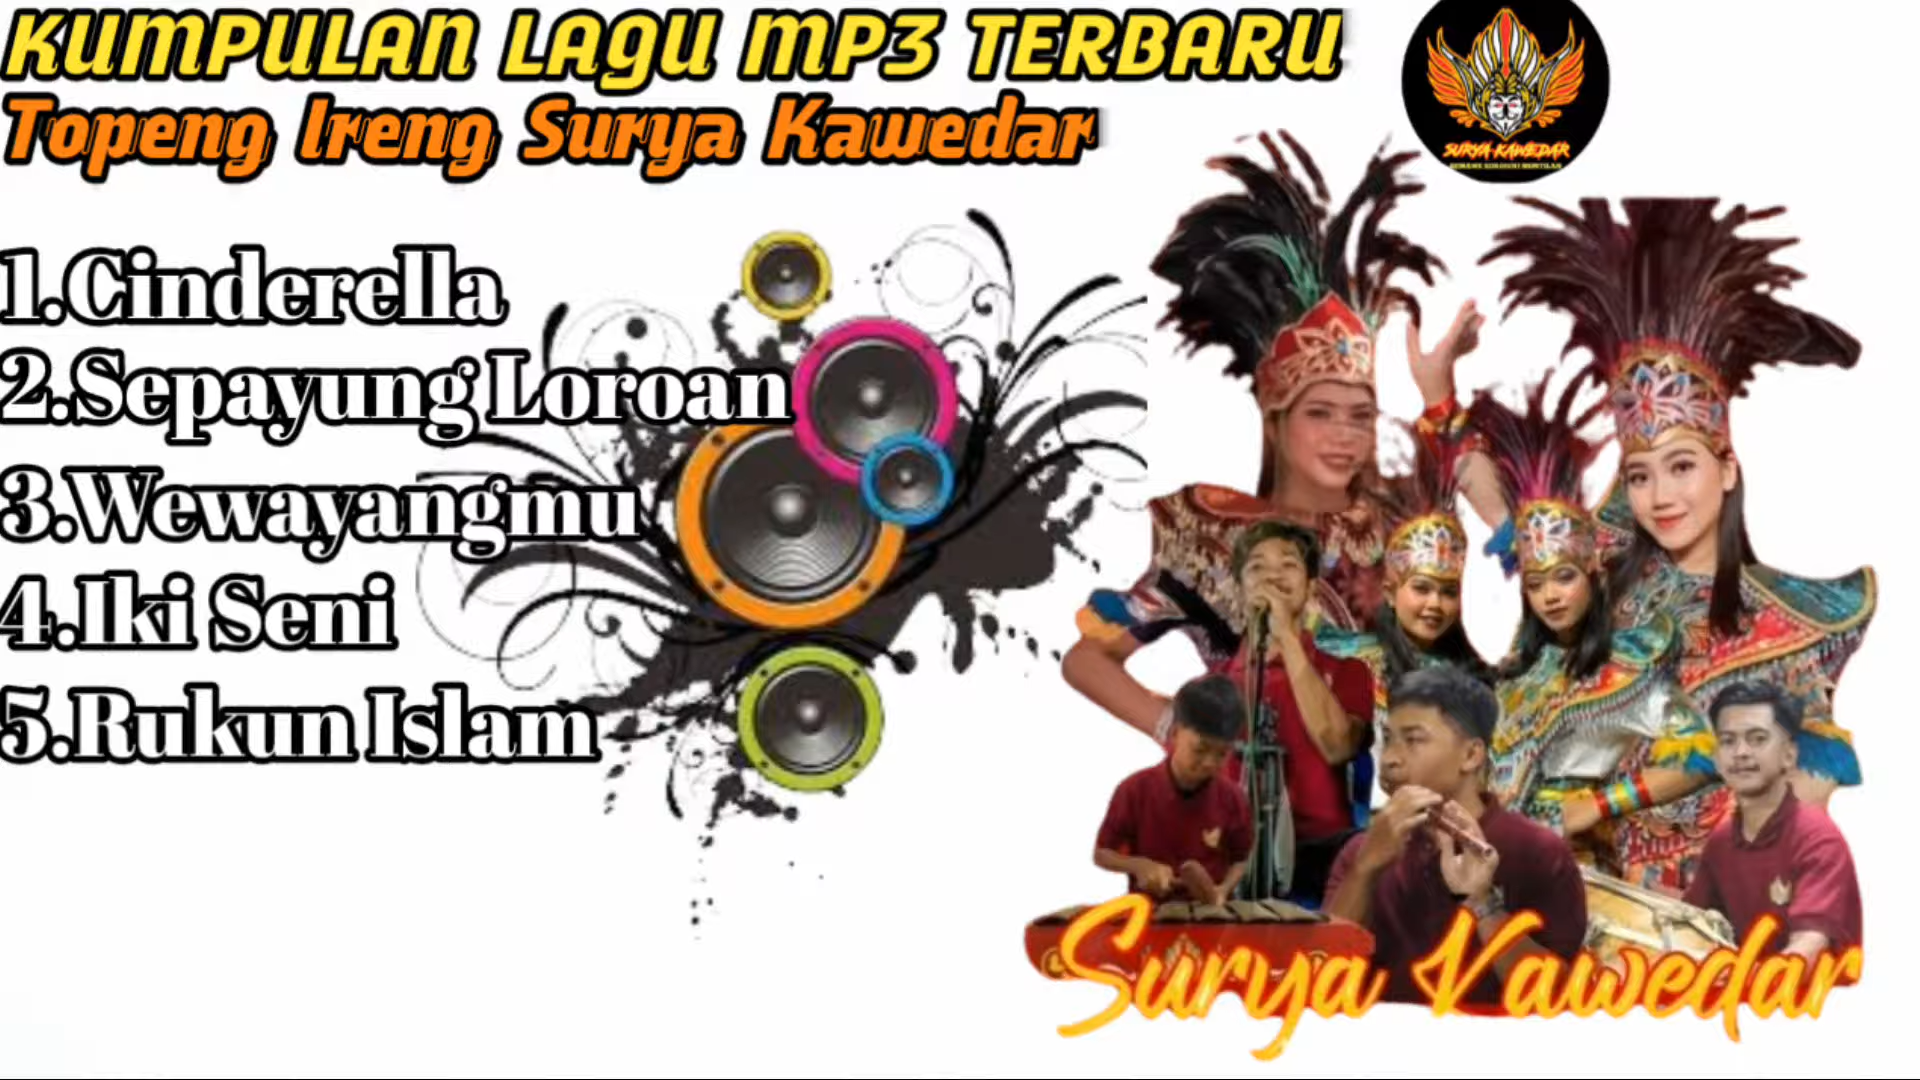 KUMPULAN LAGU MP3 TERBARU
Topeng Ireng Surya Kawedar
SURYA KAWEDAR
1.Cinderella
2.Sepayung Loroan
3.Wewayangmu
4.Iki Seni
5.Rukun Islam
Surya Kawedar